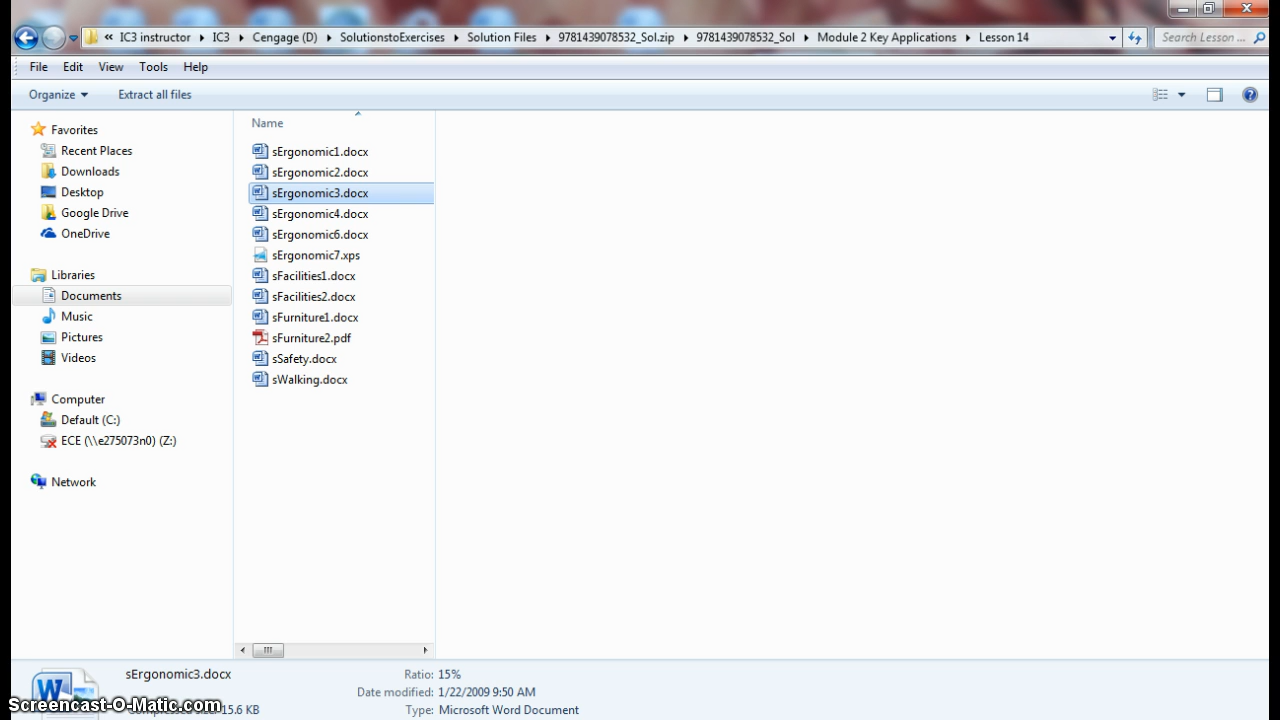 « IC3 instructor ▸ IC3 ▸ Cengage (D) ▸ SolutionstoExercises ▸ Solution Files ▸ 9781439078532_Sol.zip ▸ 9781439078532_Sol ▸ Module 2 Key Applications ▸ Lesson 14
Search Lesson ...
File Edit View Tools Help
Organize Extract all files
Favorites
Recent Places
Downloads
Desktop
Google Drive
OneDrive
Libraries
Documents
Music
Pictures
Videos
Computer
Default (C:)
ECE (\\e275073n0) (Z:)
Network
Name
sErgonomic1.docx
sErgonomic2.docx
sErgonomic3.docx
sErgonomic4.docx
sErgonomic6.docx
sErgonomic7.xps
sFacilities1.docx
sFacilities2.docx
sFurniture1.docx
sFurniture2.pdf
sSafety.docx
sWalking.docx
sErgonomic3.docx
Ratio: 15%
Date modified: 1/22/2009 9:50 AM
15.6 KB
Type: Microsoft Word Document
Screencast-O-Matic.com